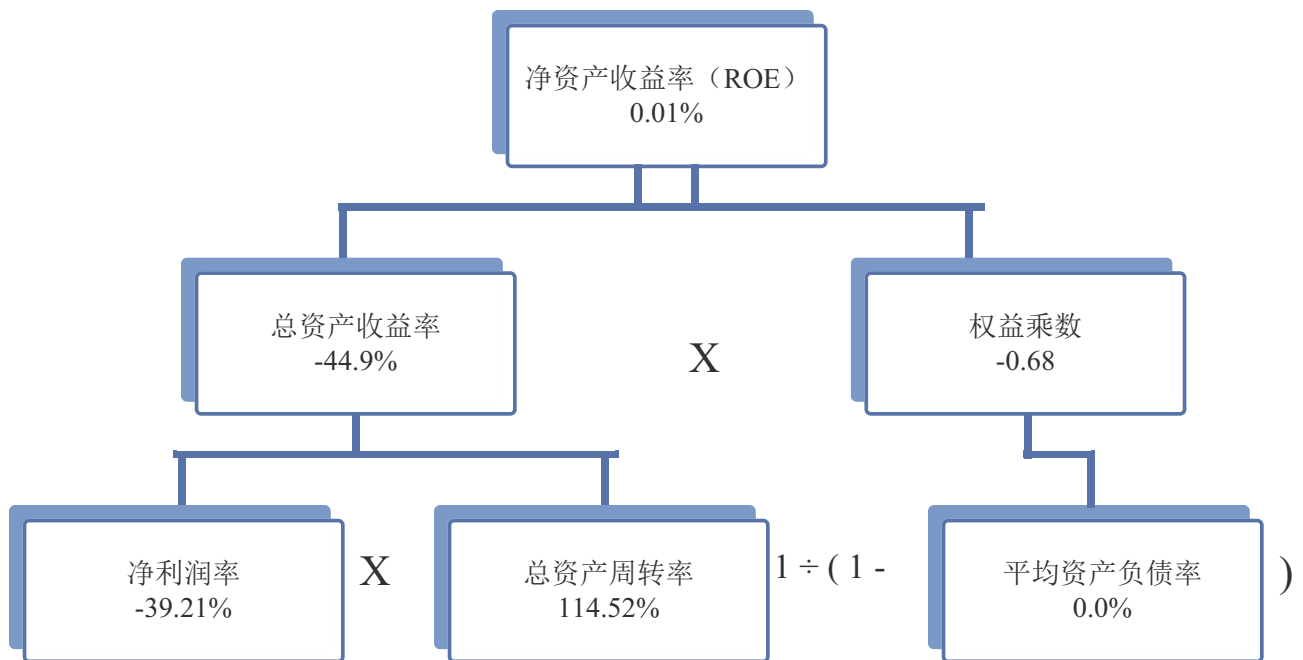 净资产收益率（ROE）
0.01%
总资产收益率
-44.9%
X
权益乘数
-0.68
净利润率
-39.21%
X
总资产周转率
114.52%
1 ÷ ( 1 -
平均资产负债率
0.0%
)